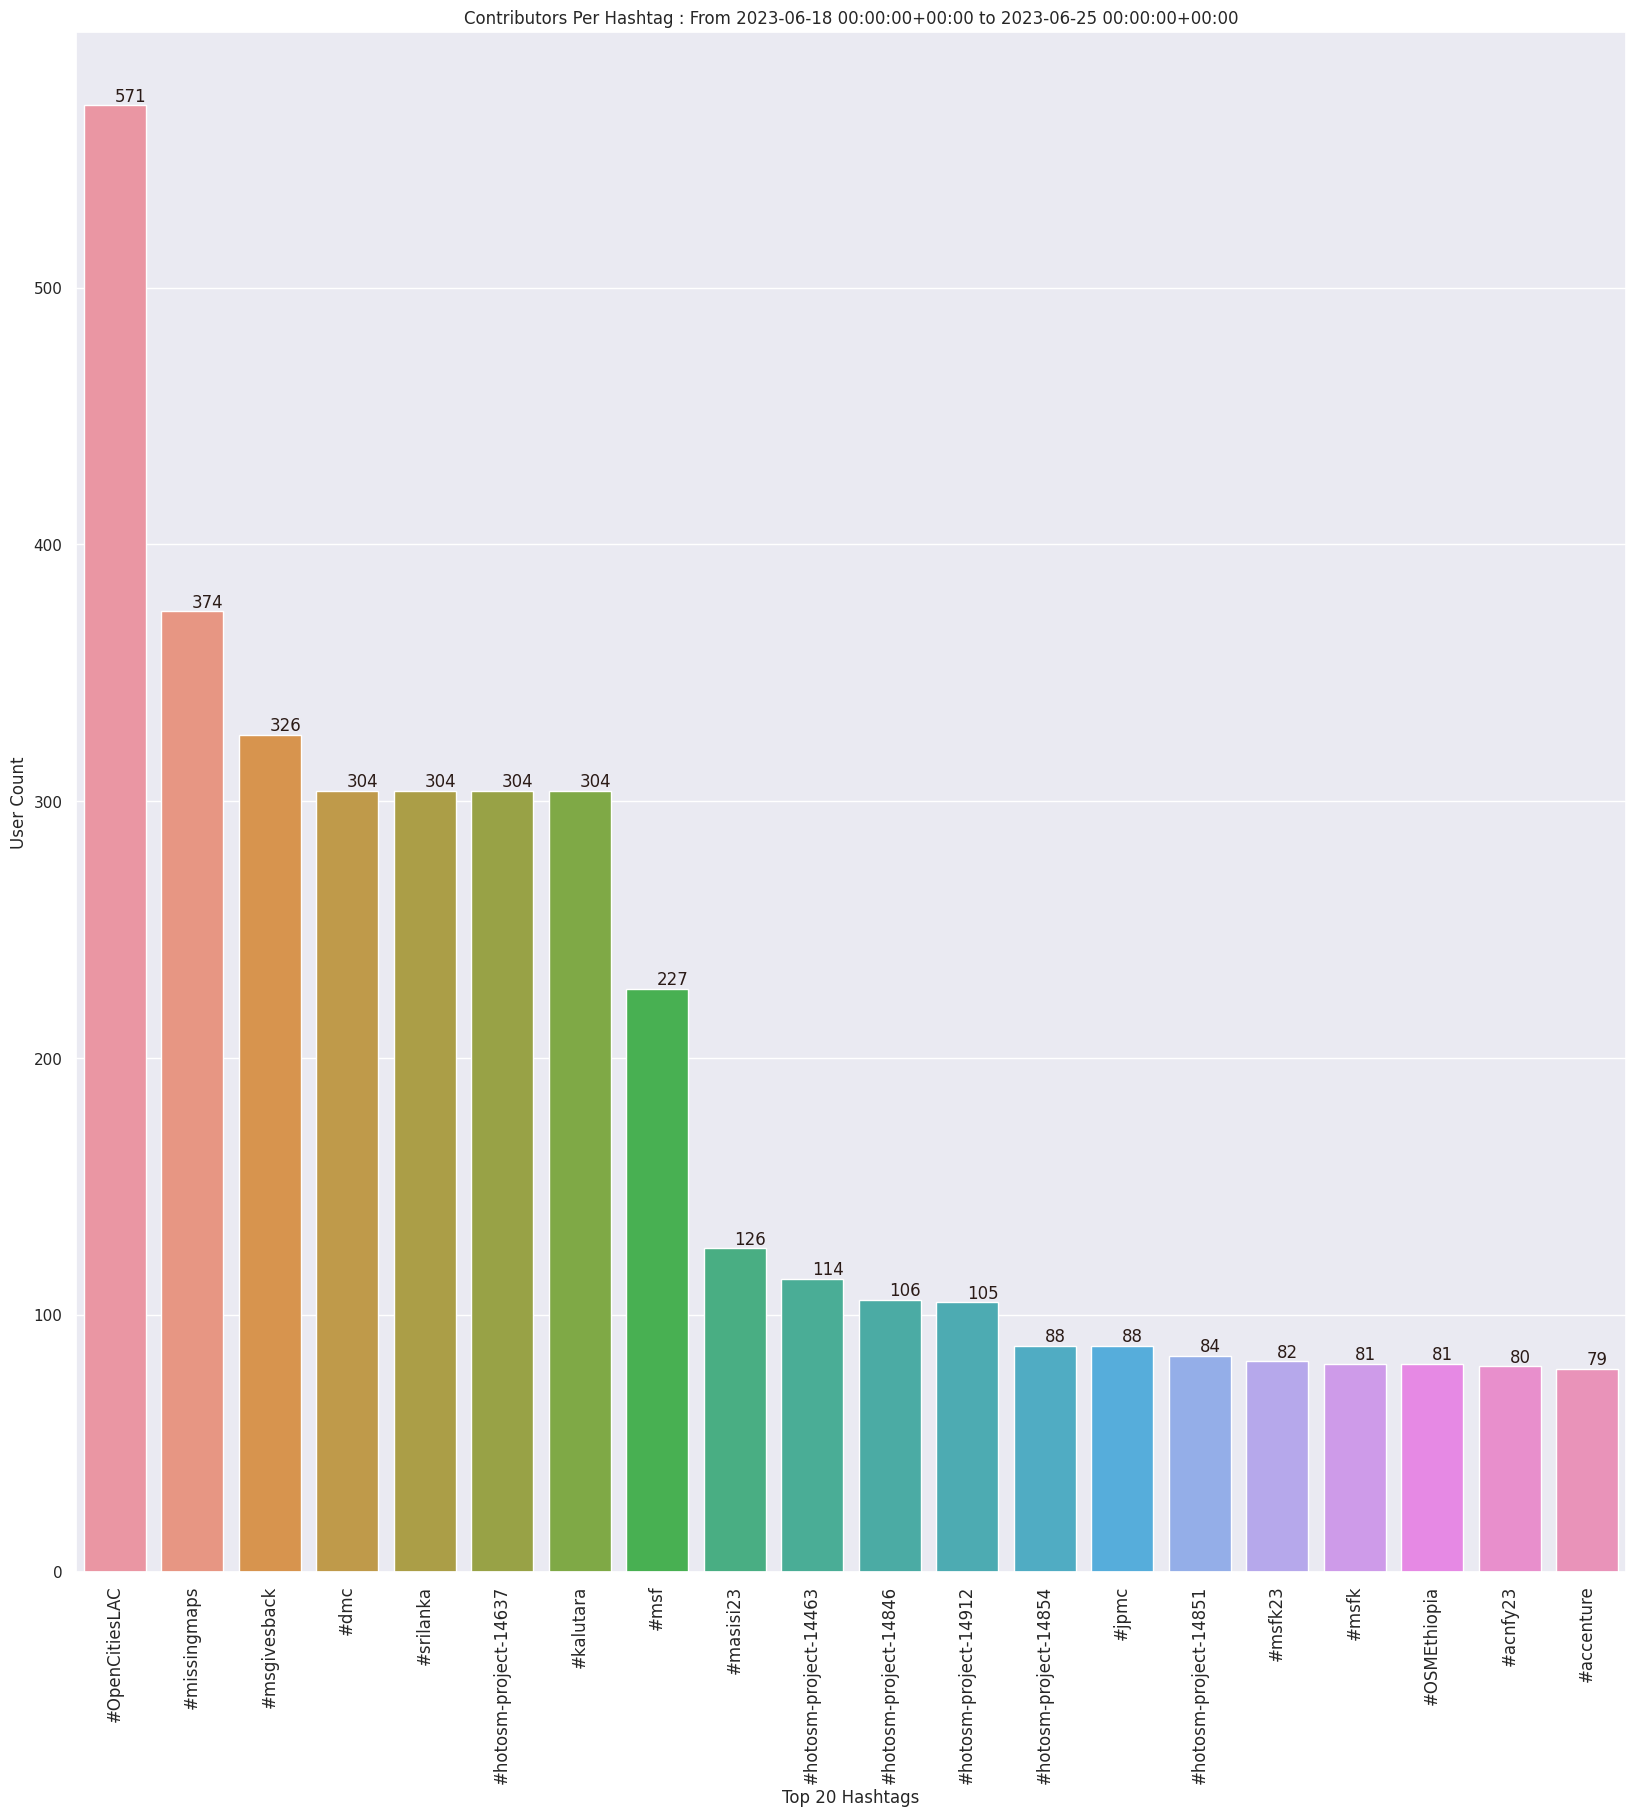 Contributors Per Hashtag : From 2023-06-18 00:00:00+00:00 to 2023-06-25 00:00:00+00:00
User Count
500
400
300
200
100
0
571
374
326
304
304
304
304
227
126
114
106
105
88
88
84
82
81
81
80
79
#OpenCitiesLAC
#missingmaps
#msgivesback
#dmc
#srilanka
#hotosm-project-14637
#kalutara
#msf
#masisi23
#hotosm-project-14463
#hotosm-project-14846
#hotosm-project-14912
#hotosm-project-14854
#jpmc
#hotosm-project-14851
#msfk23
#msfk
#OSMEthiopia
#acnfy23
#accenture
Top 20 Hashtags